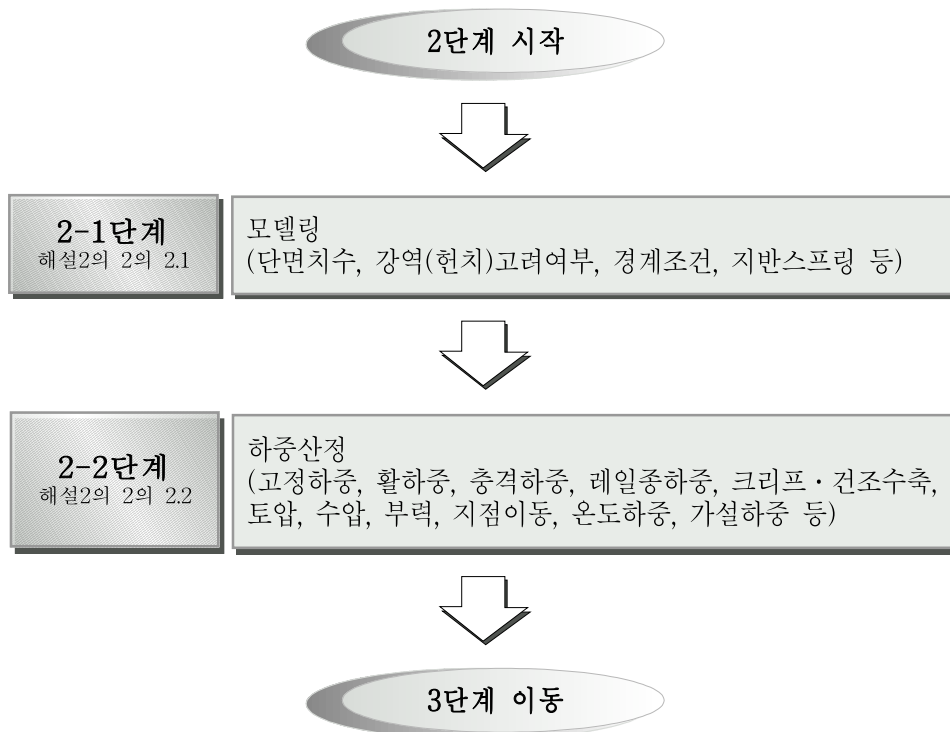 2단계 시작
2-1단계
해설2의 2의 2.1
모델링
(단면치수, 강역(헌치)고려여부, 경계조건, 지반스프링 등)
2-2단계
해설2의 2의 2.2
하중산정
(고정하중, 활하중, 충격하중, 레일종하중, 크리프・건조수축,
토압, 수압, 부력, 지점이동, 온도하중, 가설하중 등)
3단계 이동